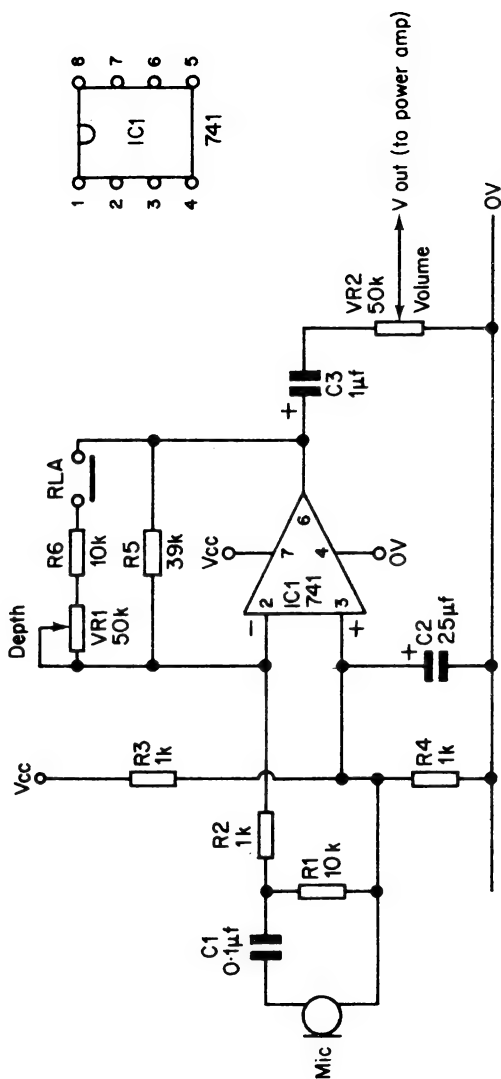 1
2
3
4
IC1
8
7
6
5
741
Depth
RLA
R6
10k
VR1
50k
R5
39k
Vcc
R3
1k
Vcc
C1
0·1µf
R2
1k
R1
10k
Mic
−
2
7
IC1
741
6
3
4
+
0V
+
C3
1µf
VR2
50k
V out (to power amp)
Volume
R4
1k
+
C2
25µf
0V